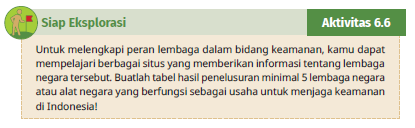 Siap Eksplorasi
Aktivitas 6.6
Untuk melengkapi peran lembaga dalam bidang keamanan, kamu dapat
mempelajari berbagai situs yang memberikan informasi tentang lembaga
negara tersebut. Buatlah tabel hasil penelusuran minimal 5 lembaga negara
atau alat negara yang berfungsi sebagai usaha untuk menjaga keamanan
di Indonesia!